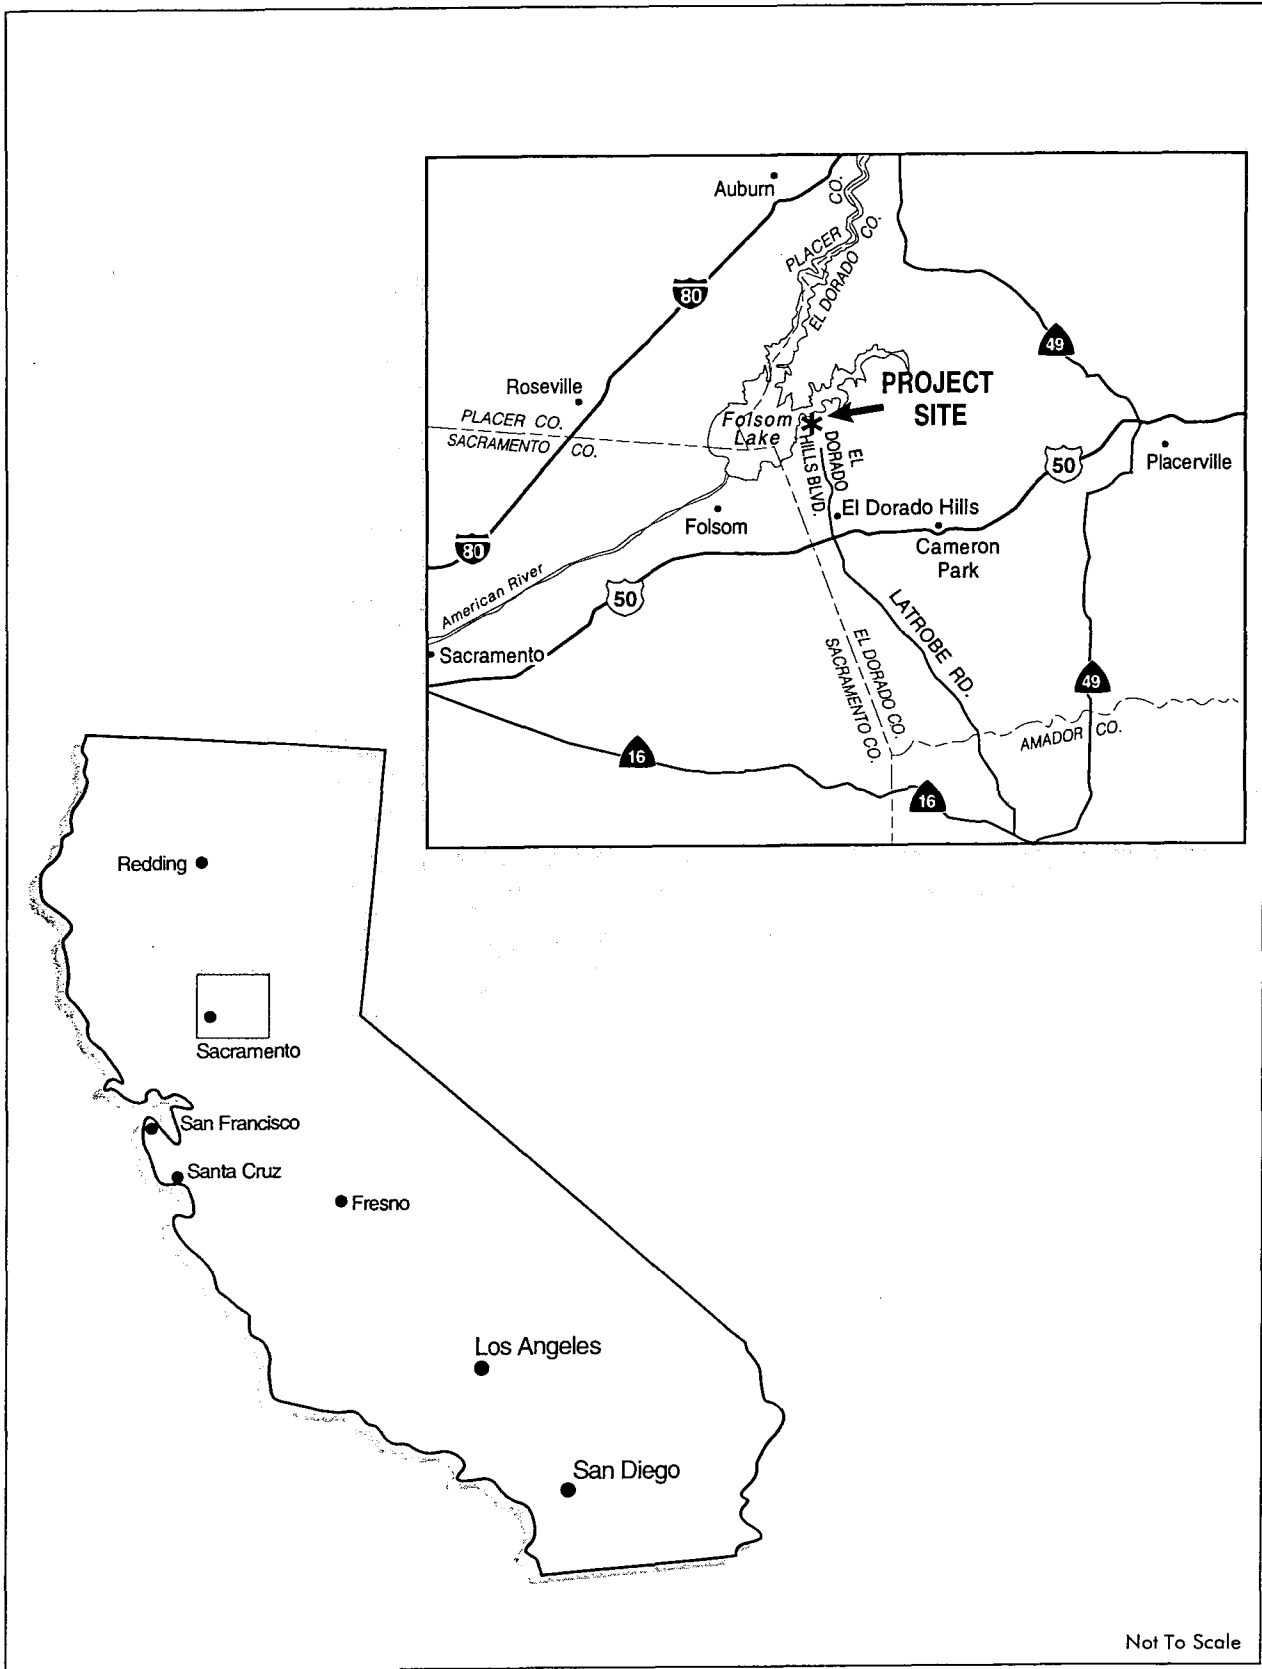 Auburn
PLACER CO.
EL DORADO CO.
80
49
Roseville
PROJECT
SITE
PLACER CO.
SACRAMENTO CO.
Folsom
Lake
EL
DORADO
HILLS BLVD.
50
Placerville
Folsom
El Dorado Hills
80
Cameron
Park
American River
50
LATROBE RD.
Sacramento
EL DORADO CO.
SACRAMENTO CO.
49
AMADOR CO.
16
16
Redding
Sacramento
San Francisco
Santa Cruz
Fresno
Los Angeles
San Diego
Not To Scale